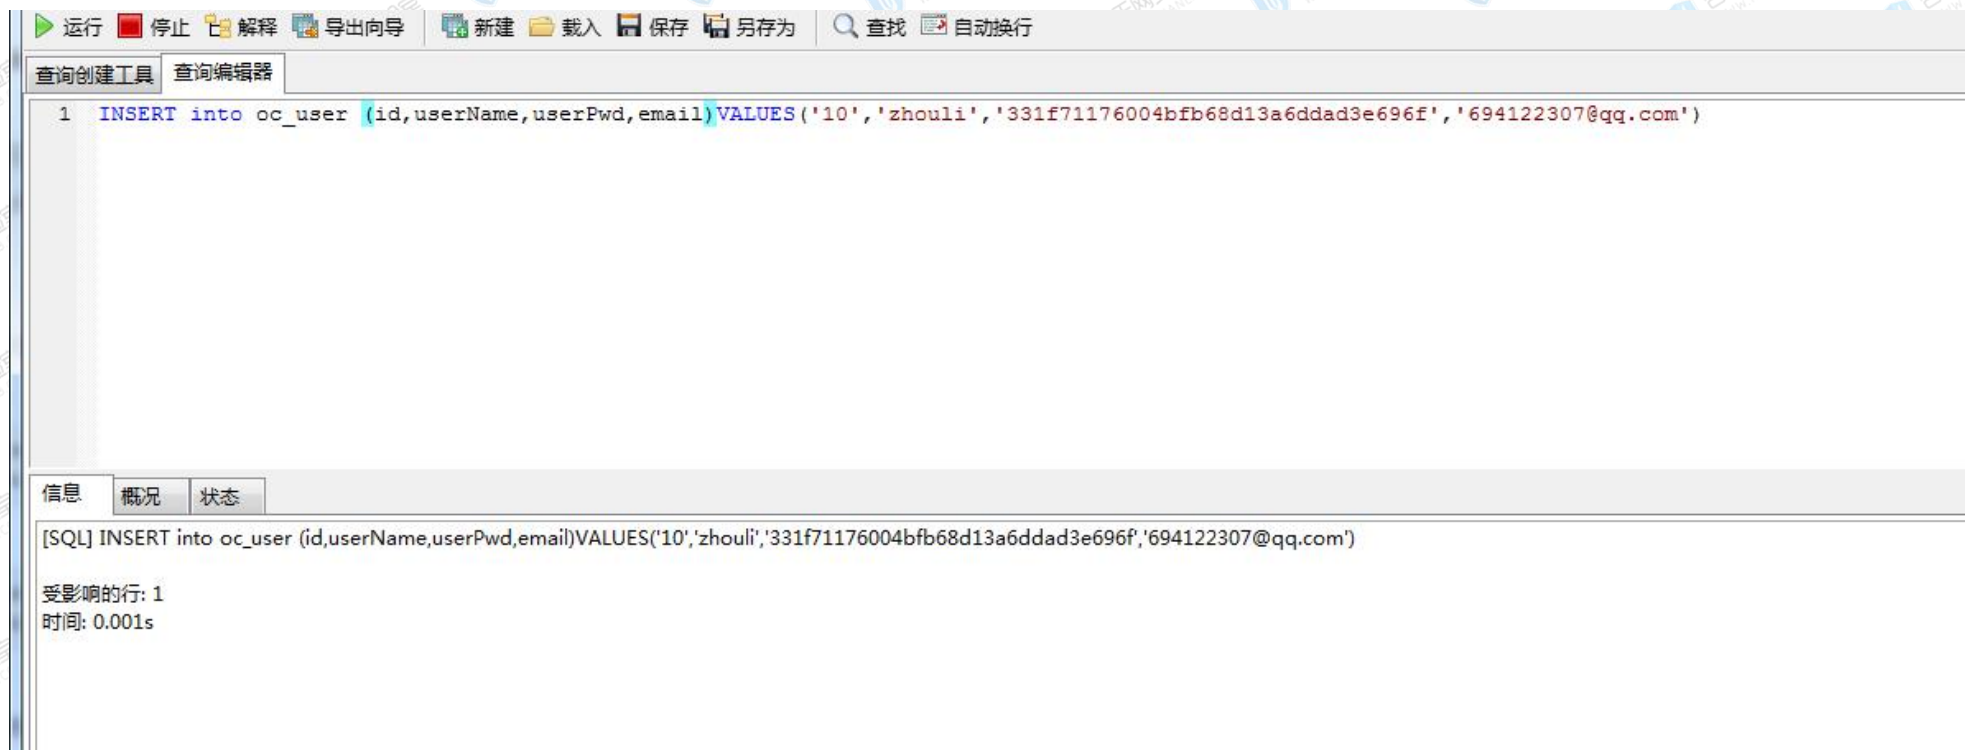 运行 停止 解释 导出向导 新建 载入 保存 另存为 查找 自动换行
查询创建工具 查询编辑器
1 INSERT into oc_user (id,userName,userPwd,email)VALUES('10','zhouli','331f71176004bfb68d13a6ddad3e696f','694122307@qq.com')
信息 概况 状态
[SQL] INSERT into oc_user (id,userName,userPwd,email)VALUES('10','zhouli','331f71176004bfb68d13a6ddad3e696f','694122307@qq.com')
受影响的行: 1
时间: 0.001s